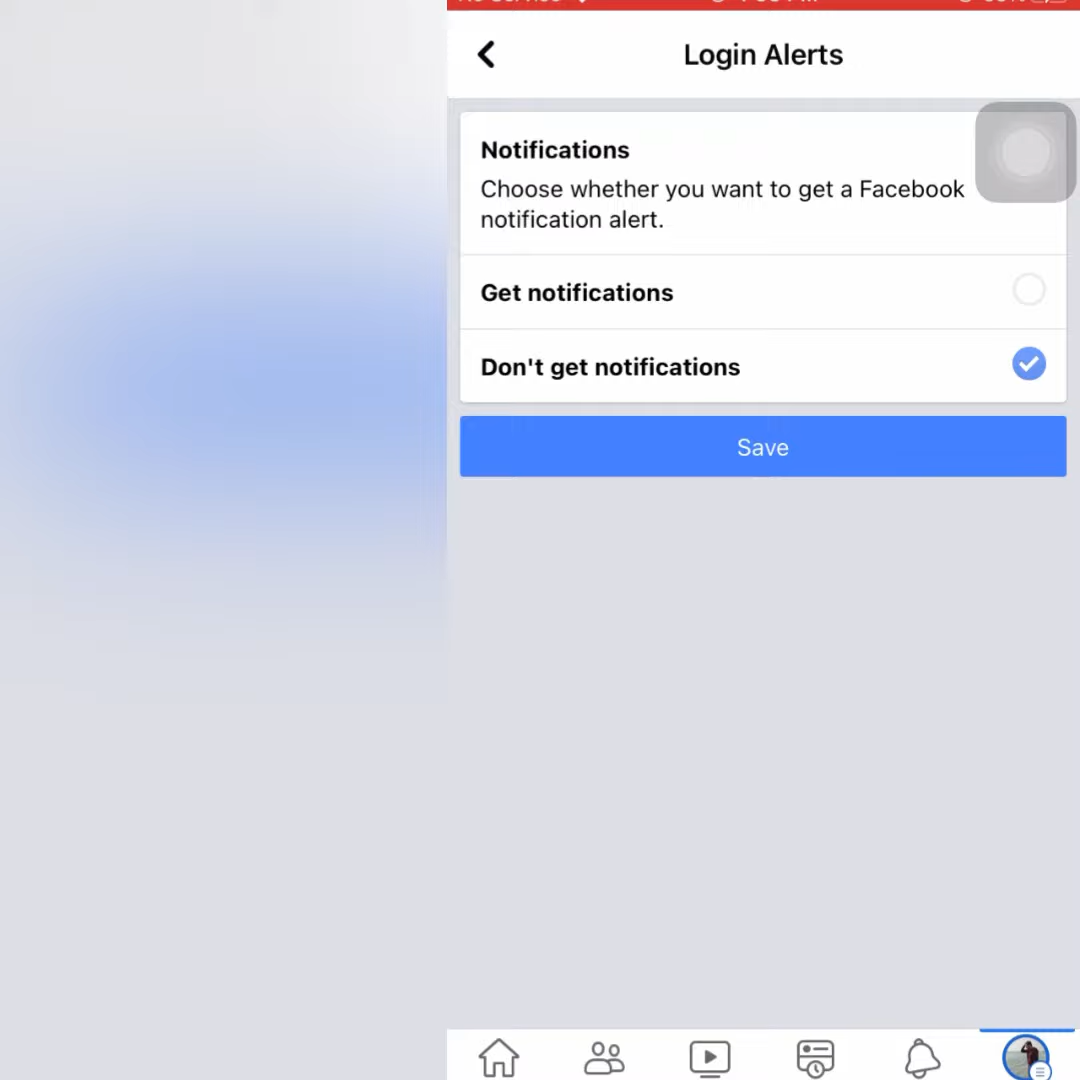 Login Alerts
Notifications
Choose whether you want to get a Facebook
notification alert.
Get notifications
Don't get notifications
Save